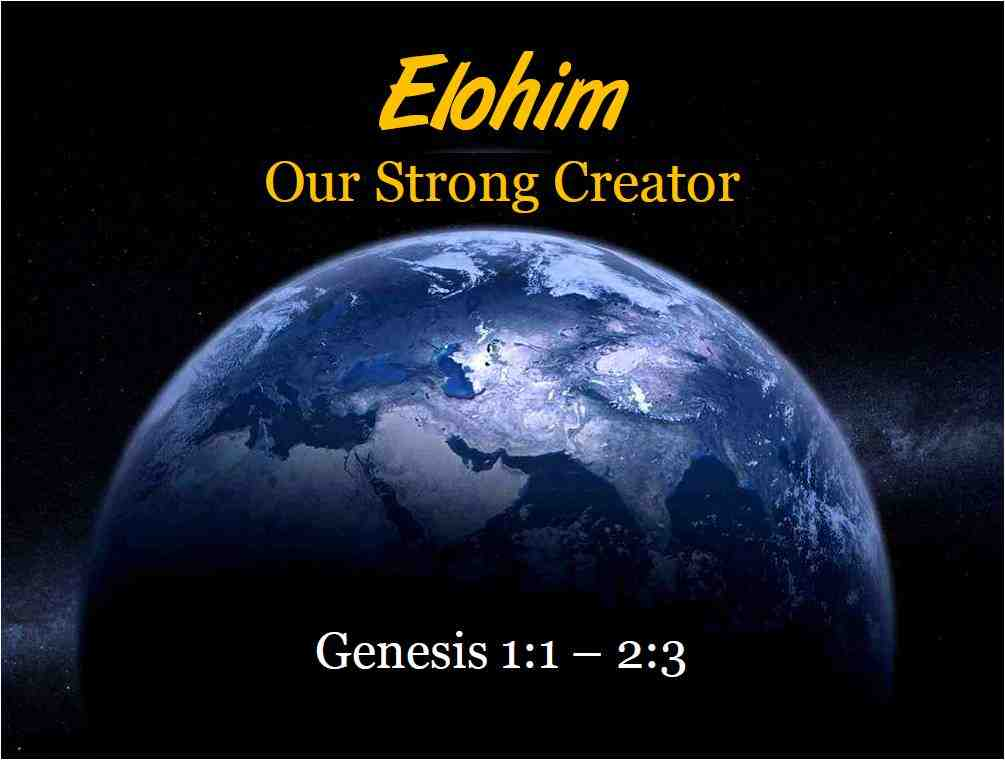 Elohim
Our Strong Creator
Genesis 1:1 – 2:3